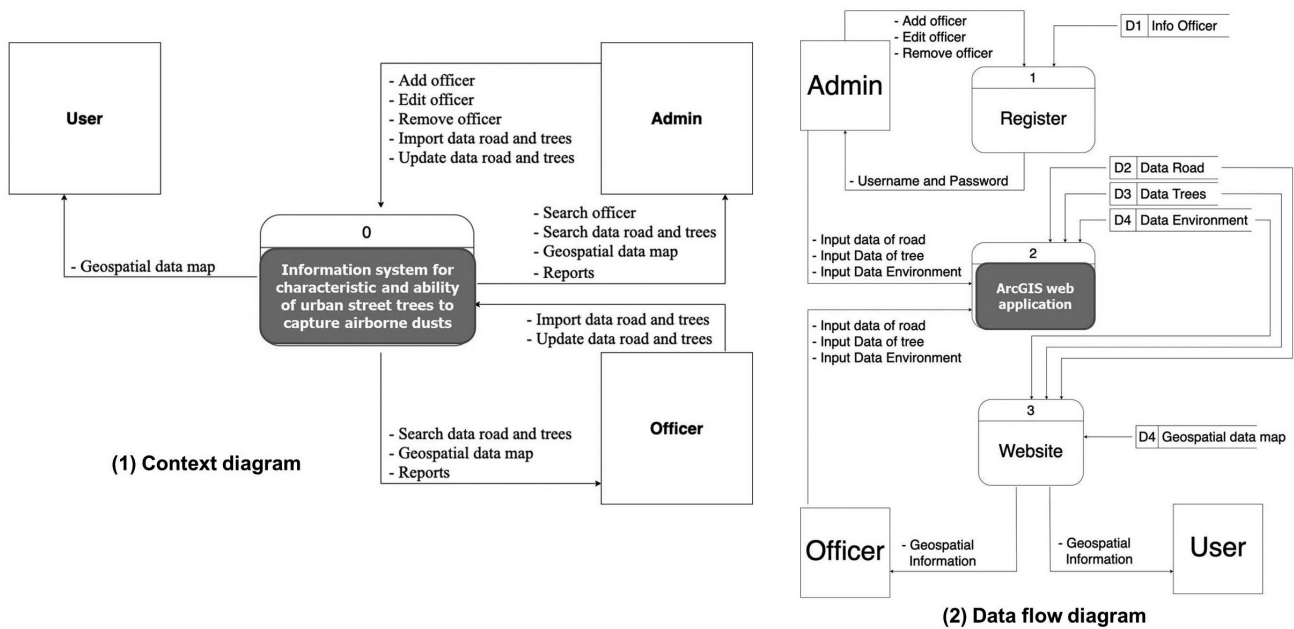 User
- Add officer
- Edit officer
- Remove officer
- Import data road and trees
- Update data road and trees
Admin
0
Information system for
characteristic and ability
of urban street trees to
capture airborne dusts
- Geospatial data map
- Search officer
- Search data road and trees
- Geospatial data map
- Reports
- Import data road and trees
- Update data road and trees
Officer
- Search data road and trees
- Geospatial data map
- Reports
(1) Context diagram
- Add officer
- Edit officer
- Remove officer
D1 Info Officer
Admin
1
Register
- Username and Password
D2 Data Road
D3 Data Trees
D4 Data Environment
- Input data of road
- Input Data of tree
- Input Data Environment
2
ArcGIS web
application
- Input data of road
- Input Data of tree
- Input Data Environment
3
Website
D4 Geospatial data map
Officer
- Geospatial
Information
- Geospatial
Information
User
(2) Data flow diagram